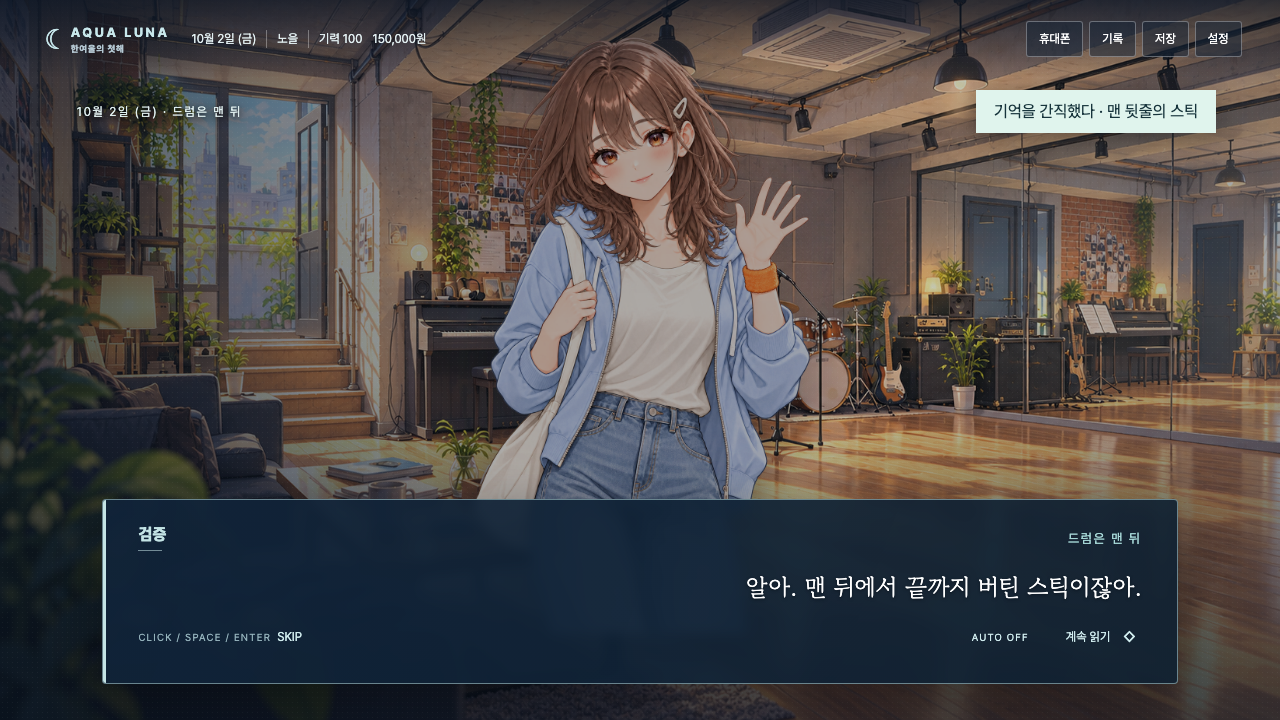 AQUA LUNA
한여울의 첫해
10월 2일 (금) 노을 기력 100 150,000원
휴대폰 기록 저장 설정
10월 2일 (금) · 드럼은 맨 뒤
기억을 간직했다 · 맨 뒷줄의 스틱
검증
드럼은 맨 뒤
알아. 맨 뒤에서 끝까지 버틴 스틱이잖아.
CLICK / SPACE / ENTER SKIP
AUTO OFF 계속 읽기